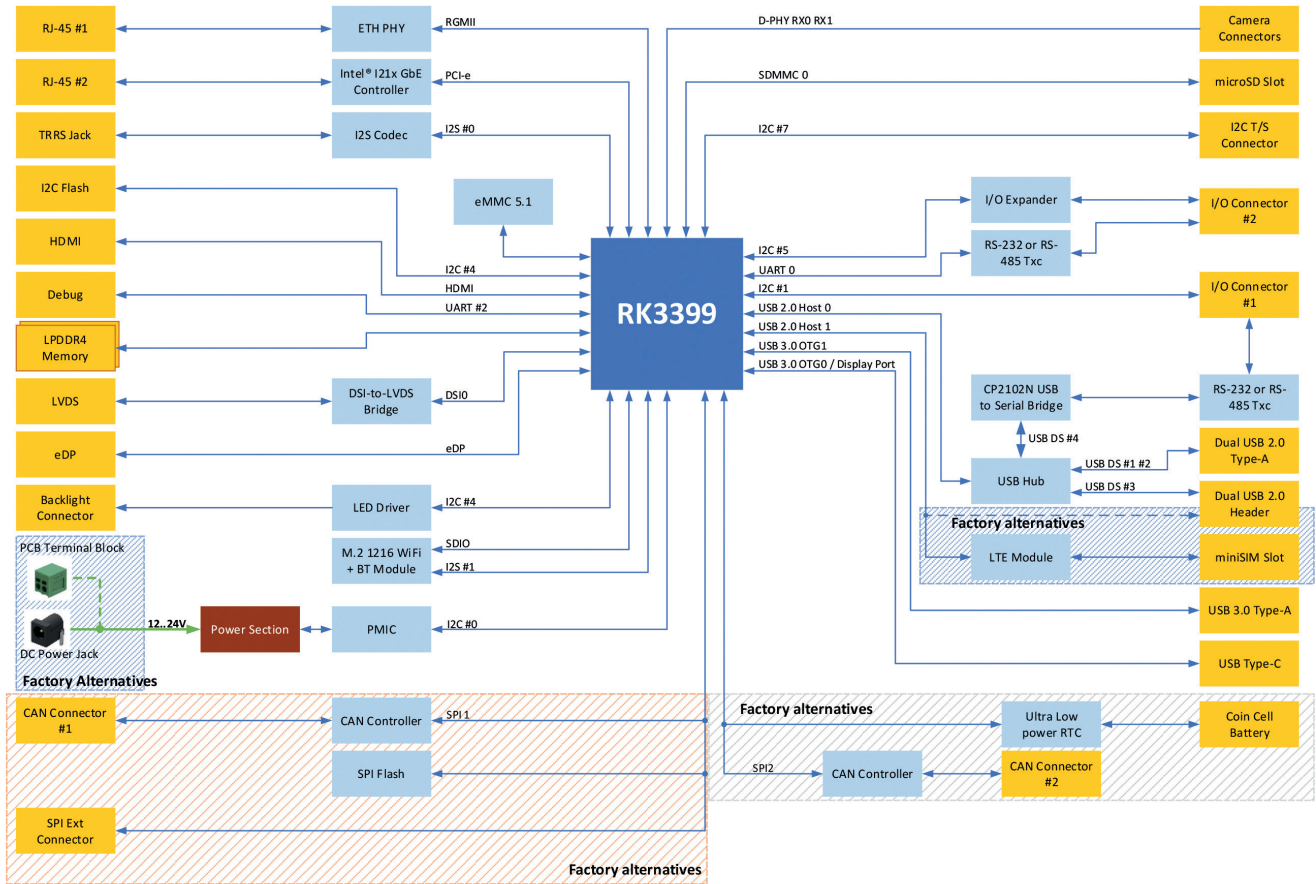 RJ-45 #1
ETH PHY
RGMII
D-PHY RX0 RX1
Camera
Connectors
RJ-45 #2
Intel® I21x GbE
Controller
PCI-e
SDMMC 0
microSD Slot
TRRS Jack
I2S Codec
I2S #0
I2C #7
I2C T/S
Connector
I2C Flash
eMMC 5.1
I/O Expander
I/O Connector
#2
HDMI
RS-232 or RS-
485 Txc
I2C #5
I2C #4
UART 0
Debug
HDMI
I2C #1
I/O Connector
#1
UART #2
USB 2.0 Host 0
RK3399
LPDDR4
Memory
USB 2.0 Host 1
USB 3.0 OTG1
USB 3.0 OTG0 / Display Port
LVDS
DSI-to-LVDS
Bridge
DSI0
CP2102N USB
to Serial Bridge
RS-232 or RS-
485 Txc
USB DS #4
eDP
eDP
Dual USB 2.0
Type-A
USB DS #1 #2
USB Hub
USB DS #3
Backlight
Connector
LED Driver
I2C #4
Dual USB 2.0
Header
Factory alternatives
PCB Terminal Block
M.2 1216 WiFi
+ BT Module
SDIO
I2S #1
LTE Module
miniSIM Slot
USB 3.0 Type-A
12..24V
Power Section
PMIC
I2C #0
DC Power Jack
USB Type-C
Factory Alternatives
CAN Connector
#1
CAN Controller
SPI 1
Factory alternatives
Ultra Low
power RTC
Coin Cell
Battery
SPI Flash
SPI2
CAN Controller
CAN Connector
#2
SPI Ext
Connector
Factory alternatives